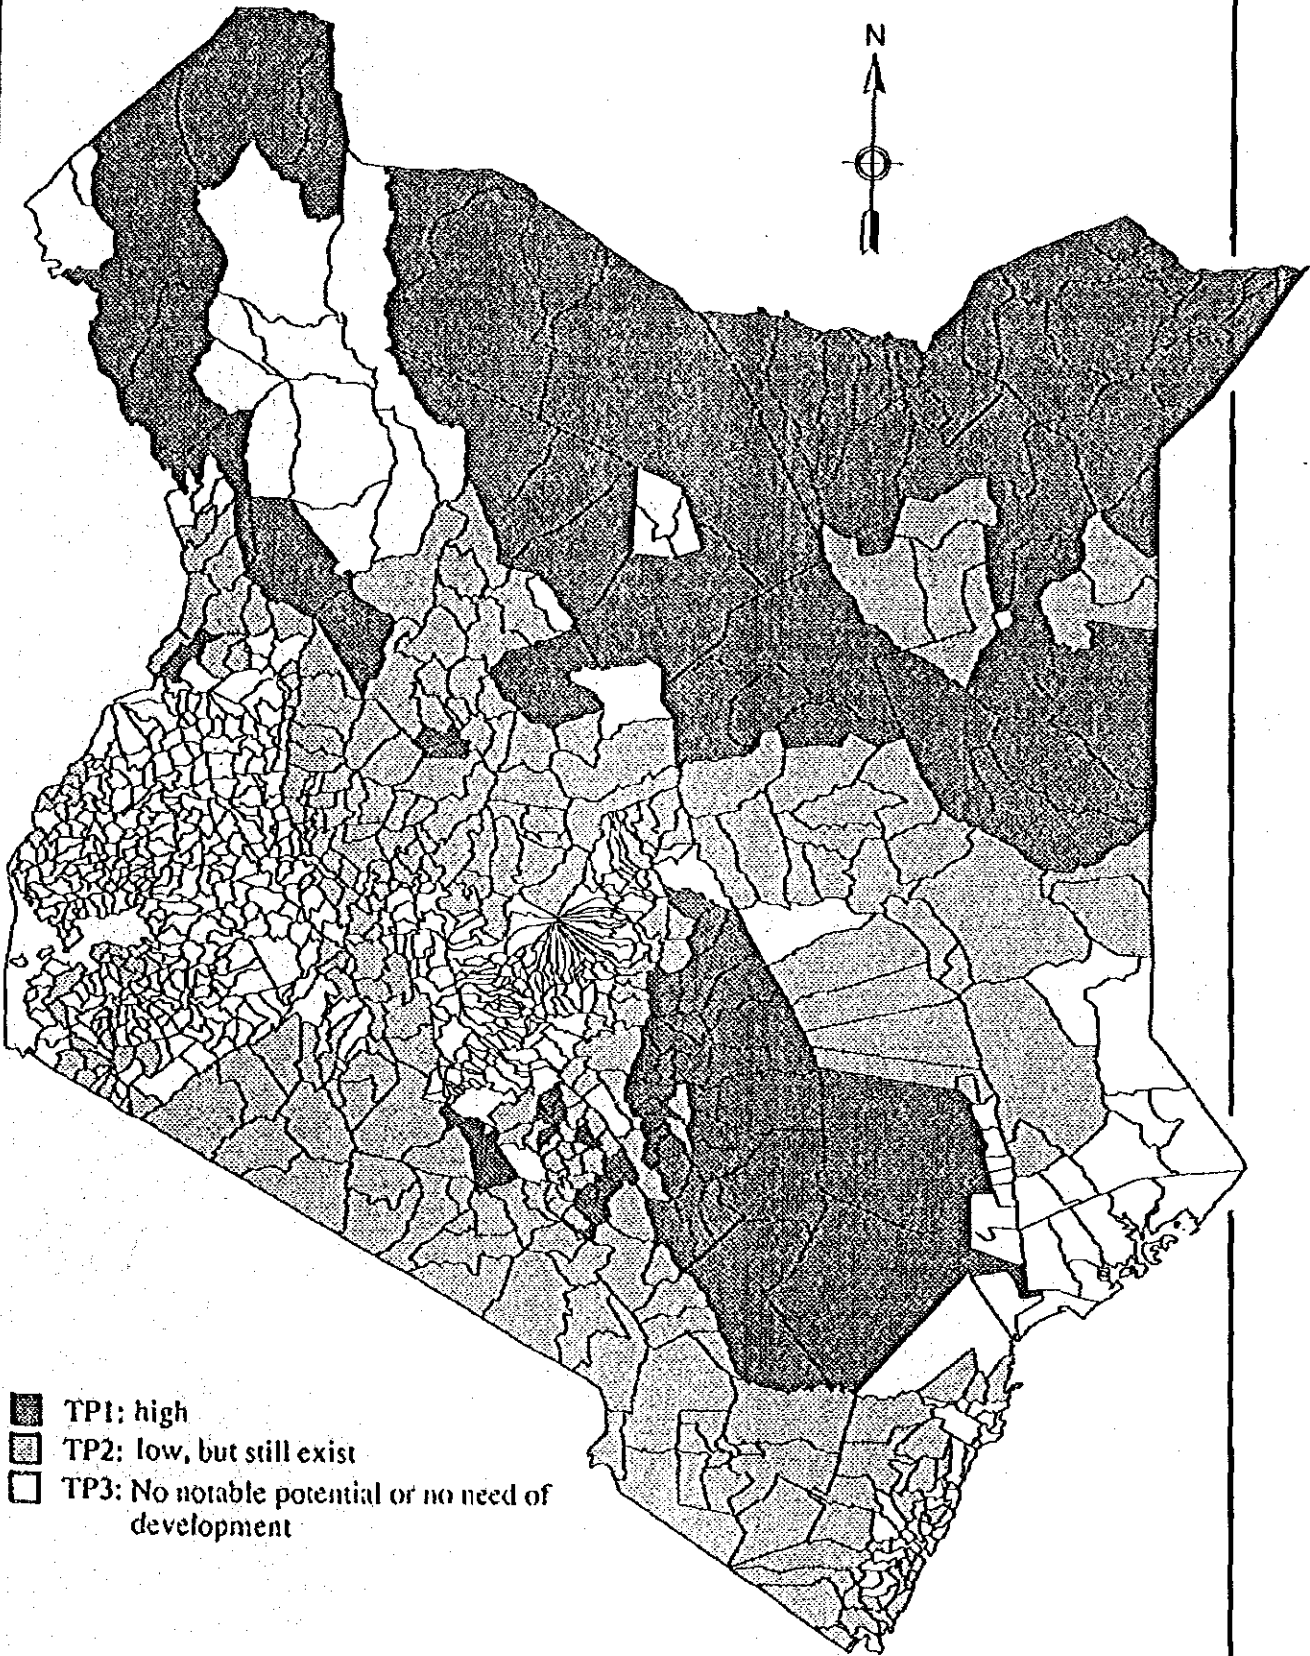 N
TP1: high
TP2: low, but still exist
TP3: No notable potential or no need of
development